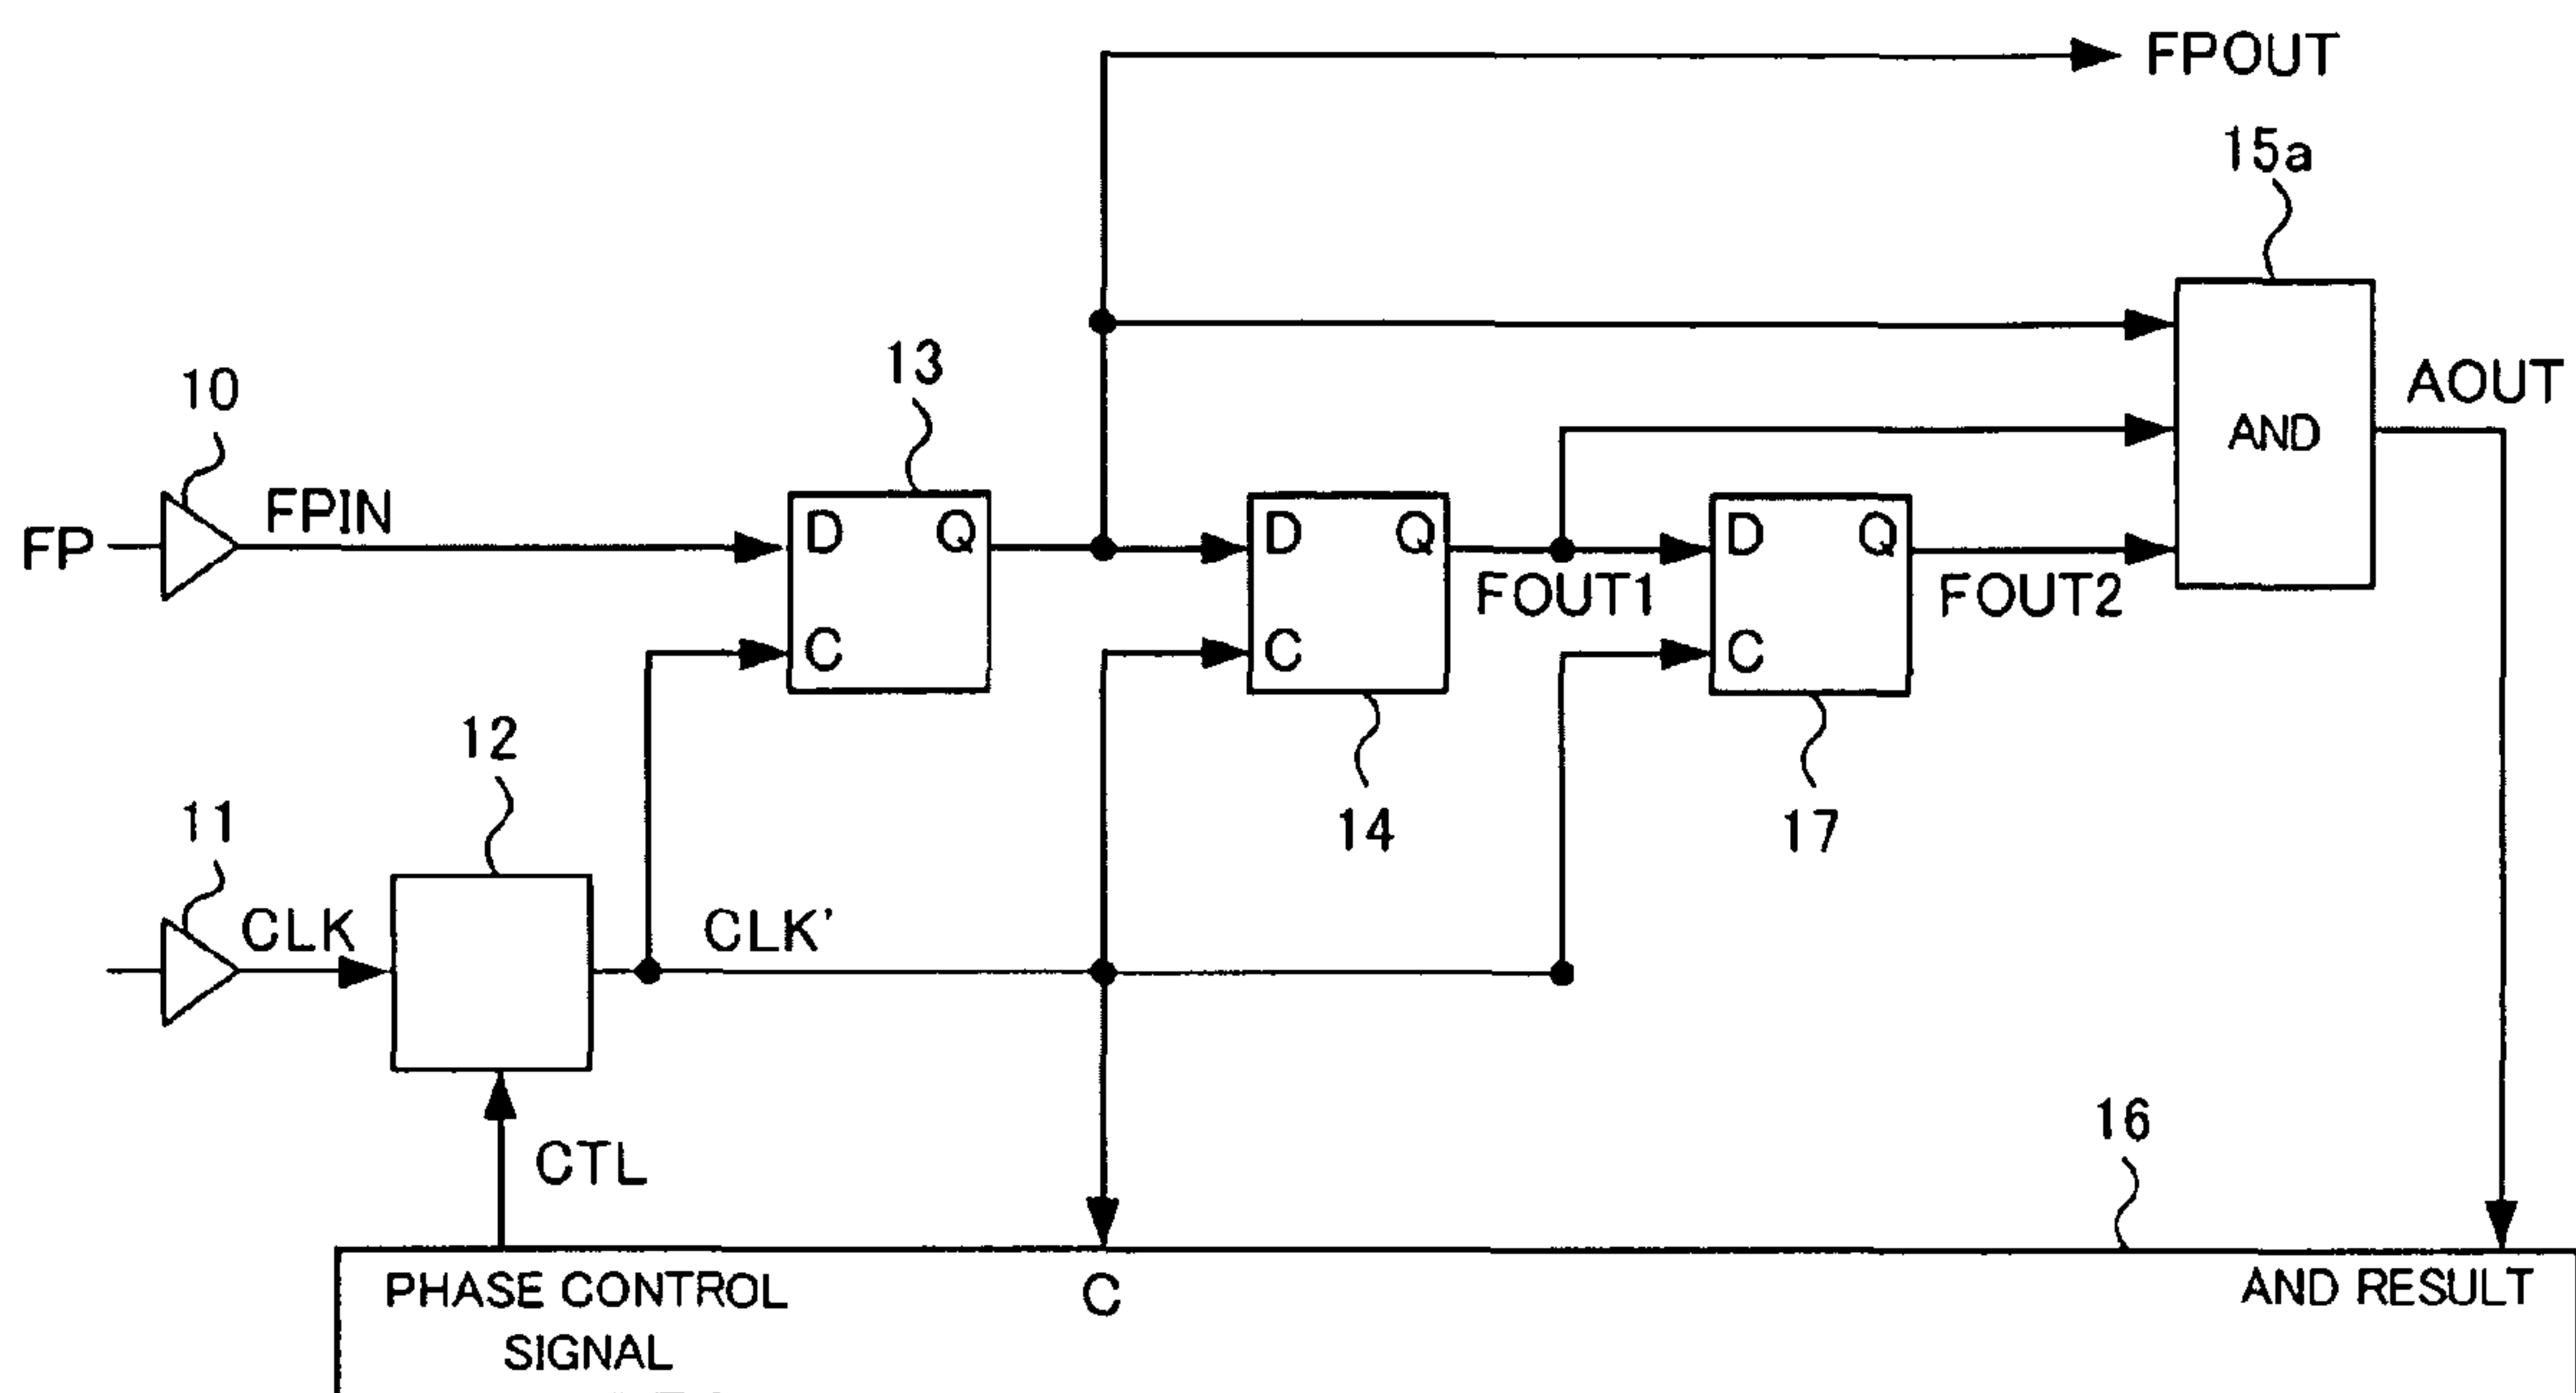 FPOUT
15a
AOUT
AND
13
10
FPIN
FP
D Q
C
D Q
C
FOUT1
D Q
C
FOUT2
14
17
12
11
CLK
CLK'
CTL
16
PHASE CONTROL
SIGNAL
C
AND RESULT